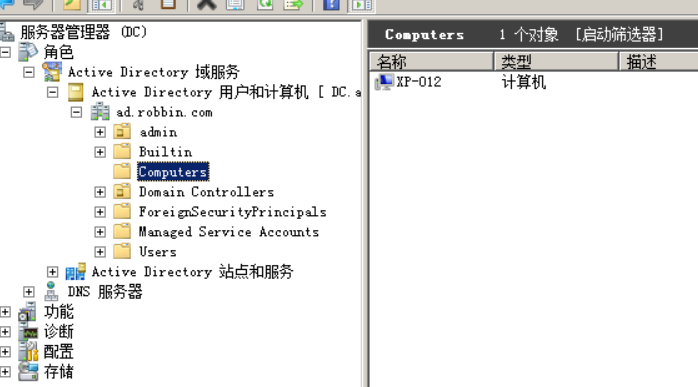 服务器管理器 (DC)
角色
Active Directory 域服务
Active Directory 用户和计算机 [ DC.a
ad.robbin.com
admin
Builtin
Computers
Domain Controllers
ForeignSecurityPrincipals
Managed Service Accounts
Users
Active Directory 站点和服务
DNS 服务器
功能
诊断
配置
存储
Computers 1 个对象 [启动筛选器]
名称 类型 描述
XP-012 计算机